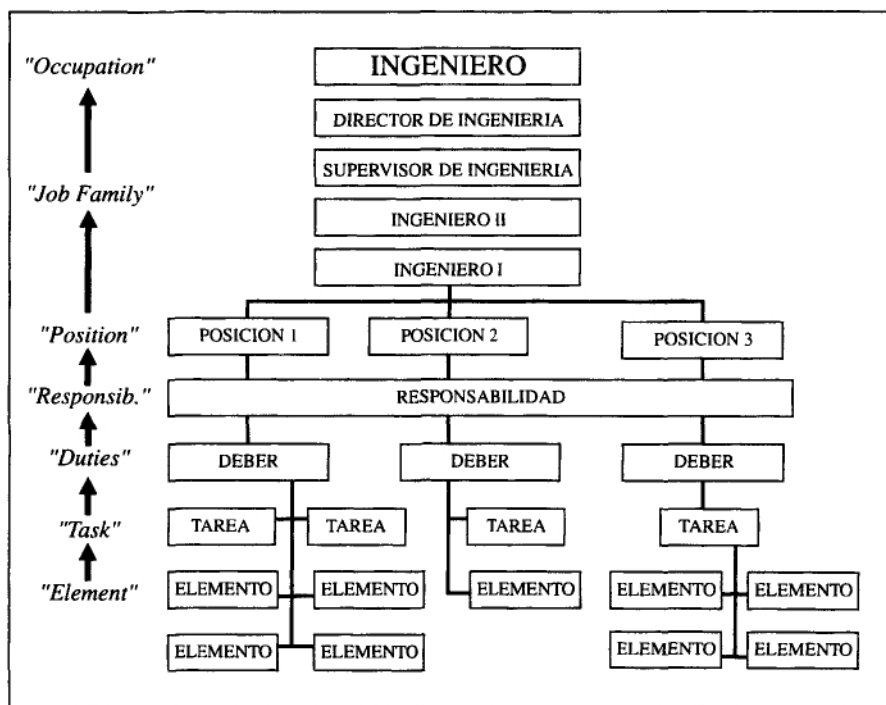 "Occupation"
INGENIERO
DIRECTOR DE INGENIERIA
SUPERVISOR DE INGENIERIA
"Job Family"
INGENIERO II
INGENIERO I
"Position"
POSICION 1
POSICION 2
POSICION 3
"Responsib."
RESPONSABILIDAD
"Duties"
DEBER
DEBER
DEBER
"Task"
TAREA
TAREA
TAREA
TAREA
"Element"
ELEMENTO
ELEMENTO
ELEMENTO
ELEMENTO
ELEMENTO
ELEMENTO
ELEMENTO
ELEMENTO
ELEMENTO